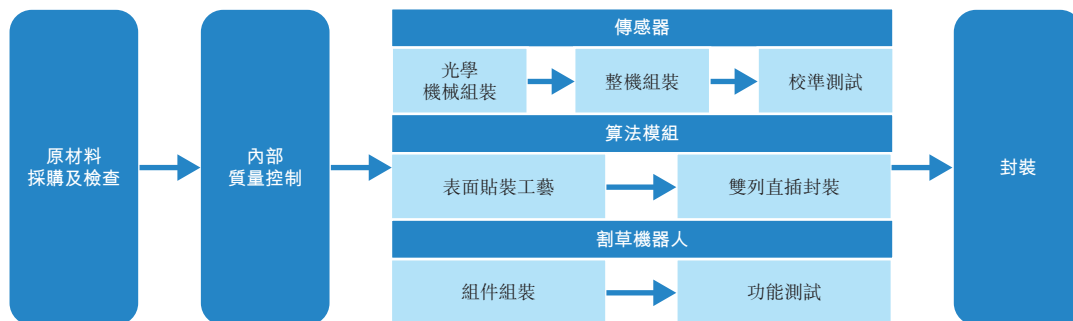 原材料
採購及檢查
內部
質量控制
傳感器
光學
機械組裝
整機組裝
校準測試
算法模組
表面貼裝工藝
雙列直插封裝
割草機器人
組件組裝
功能測試
封裝